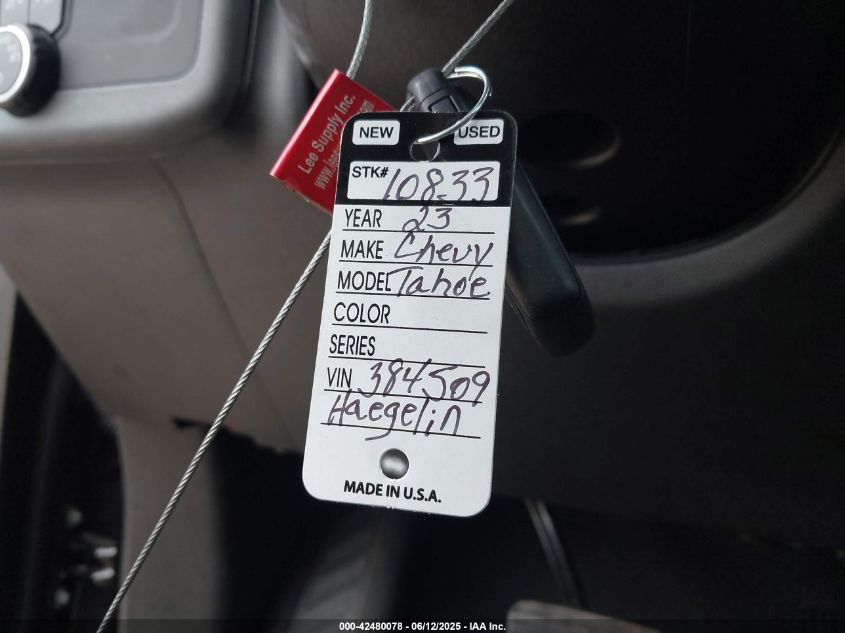 Lee Supply Inc.
NEW USED
STK# 10833
YEAR 23
MAKE Chevy
MODEL Tahoe
COLOR
SERIES
VIN 384509
Haegelin
MADE IN U.S.A.
000-42480078 - 06/12/2025 - IAA Inc.